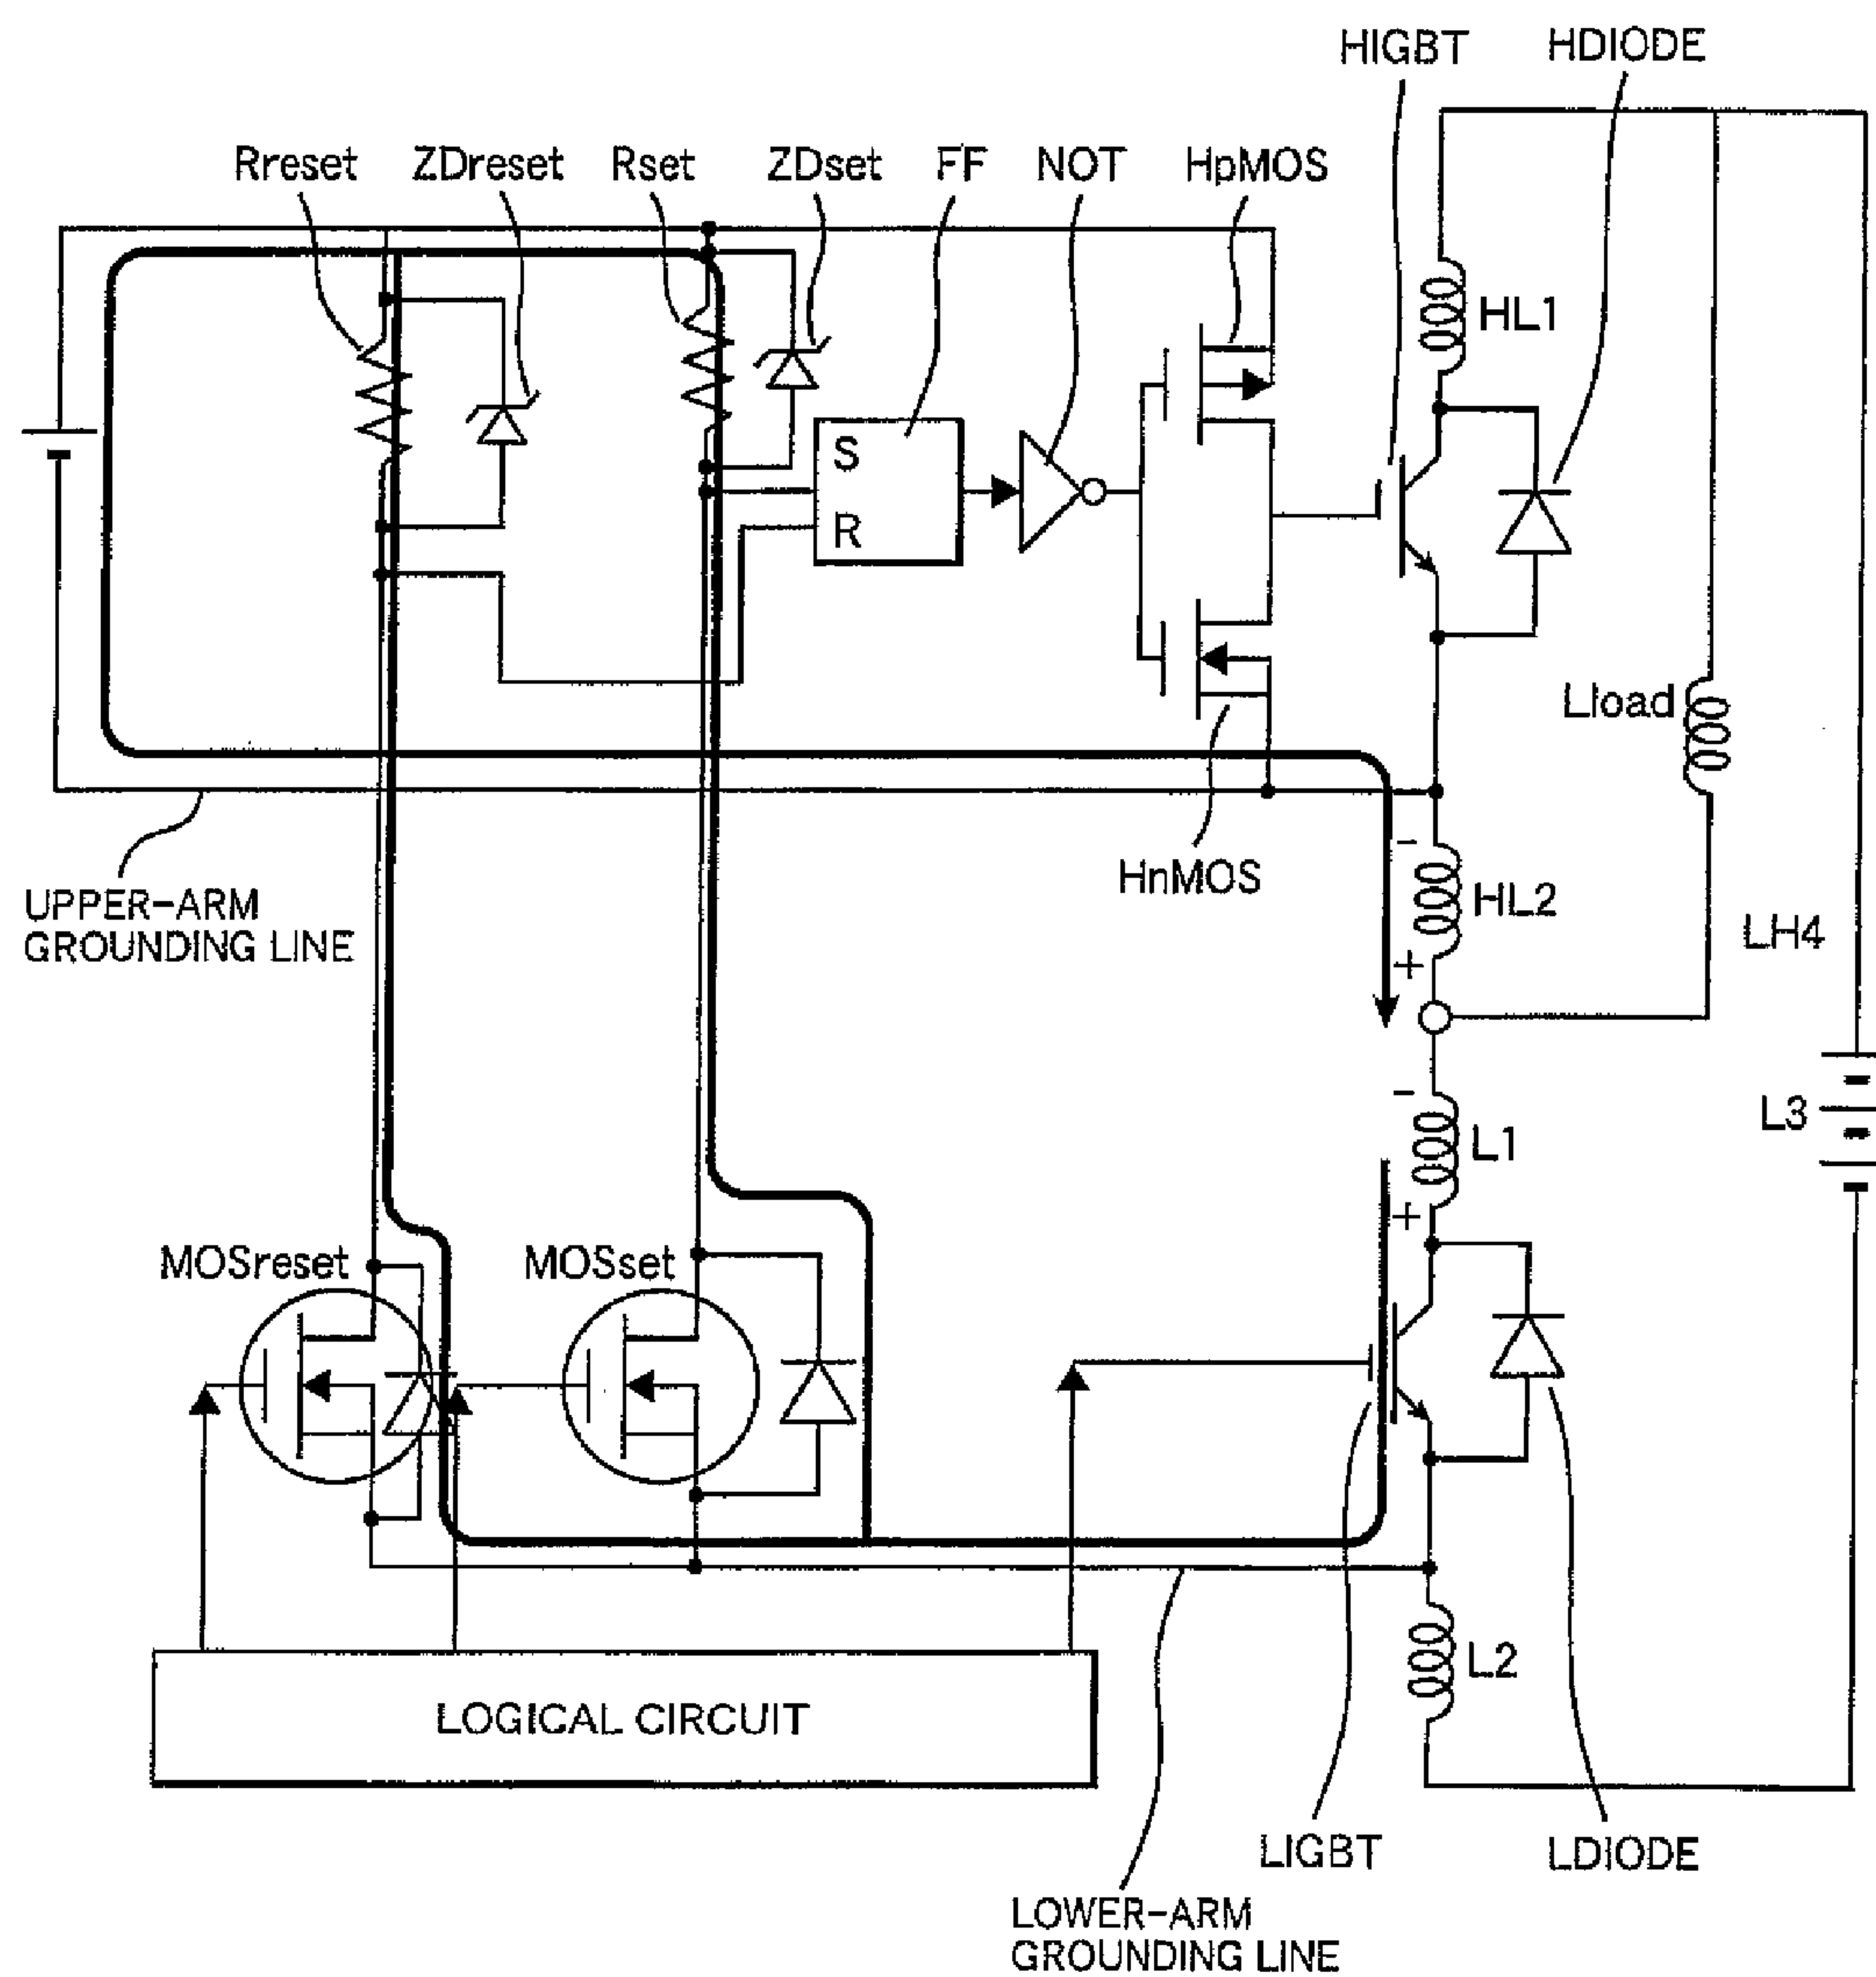 HIGBT
HDIODE
Rreset
ZDreset
Rset
ZDset
FF
NOT
HpMOS
HL1
S
R
Lload
HnMOS
-
HL2
+
UPPER-ARM
GROUNDING LINE
LH4
-
L1
+
L3
MOSreset
MOSset
L2
LOGICAL CIRCUIT
LIGBT
LDIODE
LOWER-ARM
GROUNDING LINE